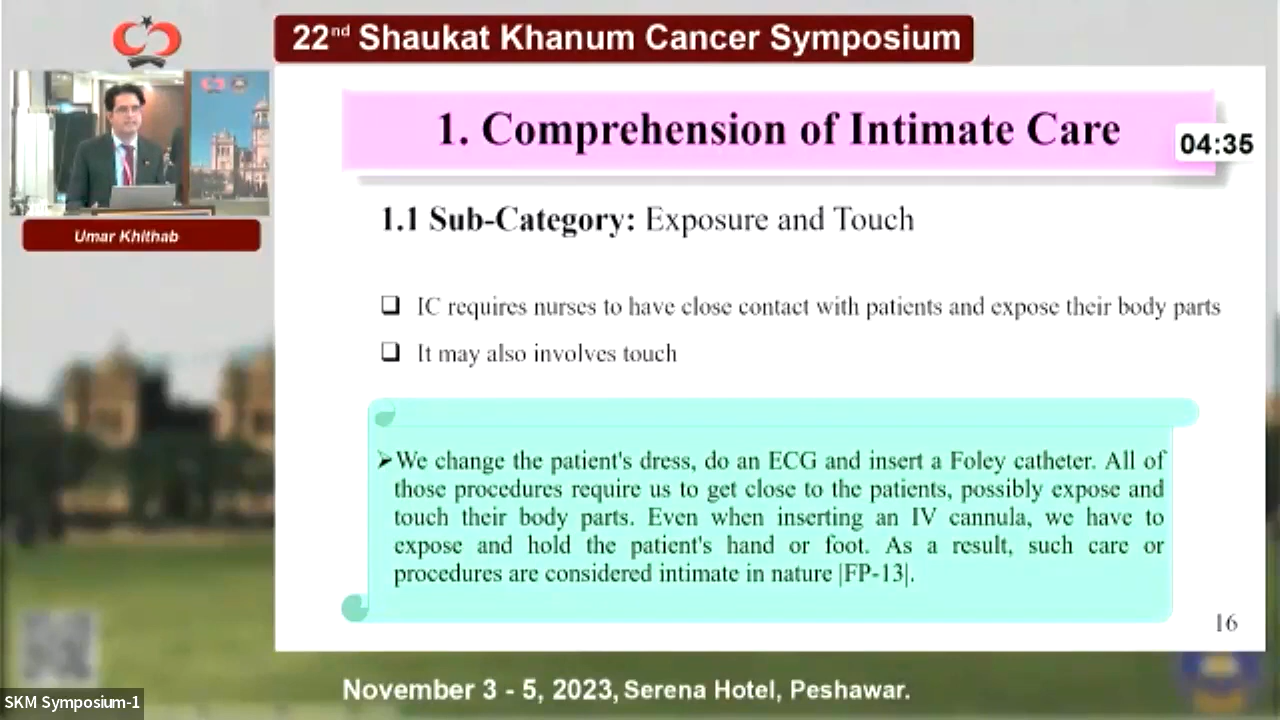 22nd Shaukat Khanum Cancer Symposium
1. Comprehension of Intimate Care
04:35
Umar Khithab
1.1 Sub-Category: Exposure and Touch
❑ IC requires nurses to have close contact with patients and expose their body parts
❑ It may also involves touch
➤We change the patient's dress, do an ECG and insert a Foley catheter. All of
those procedures require us to get close to the patients, possibly expose and
touch their body parts. Even when inserting an IV cannula, we have to
expose and hold the patient's hand or foot. As a result, such care or
procedures are considered intimate in nature |FP-13|.
16
November 3 - 5, 2023, Serena Hotel, Peshawar.
SKM Symposium-1